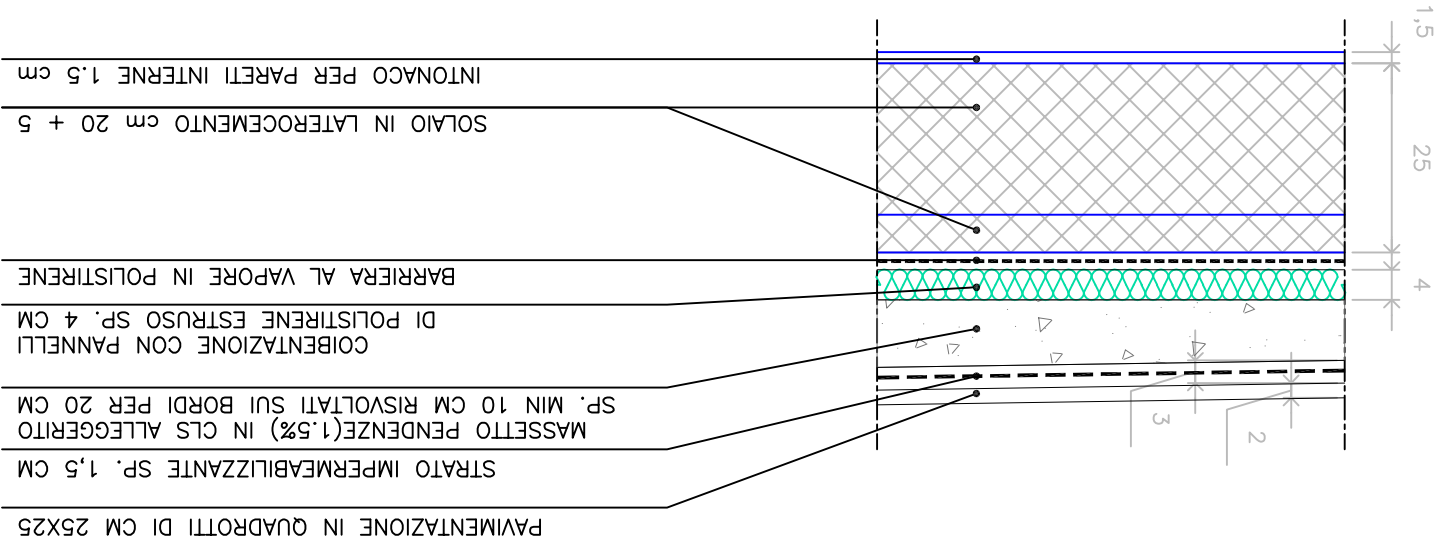 PAVIMENTAZIONE IN QUADROTTI DI CM 25X25
STRATO IMPERMEABILIZZANTE SP. 1,5 CM
MASSETTO PENDENZE(1.5%) IN CLS ALLEGGERITO
SP. MIN 10 CM RISVOLTATI SUI BORDI PER 20 CM
COIBENTAZIONE CON PANNELLI
DI POLISTIRENE ESTRUSO SP. 4 CM
BARRIERA AL VAPORE IN POLISTIRENE
SOLAIO IN LATEROCEMENTO cm 20 + 5
INTONACO PER PARETI INTERNE 1.5 cm
2
3
4
25
1,5